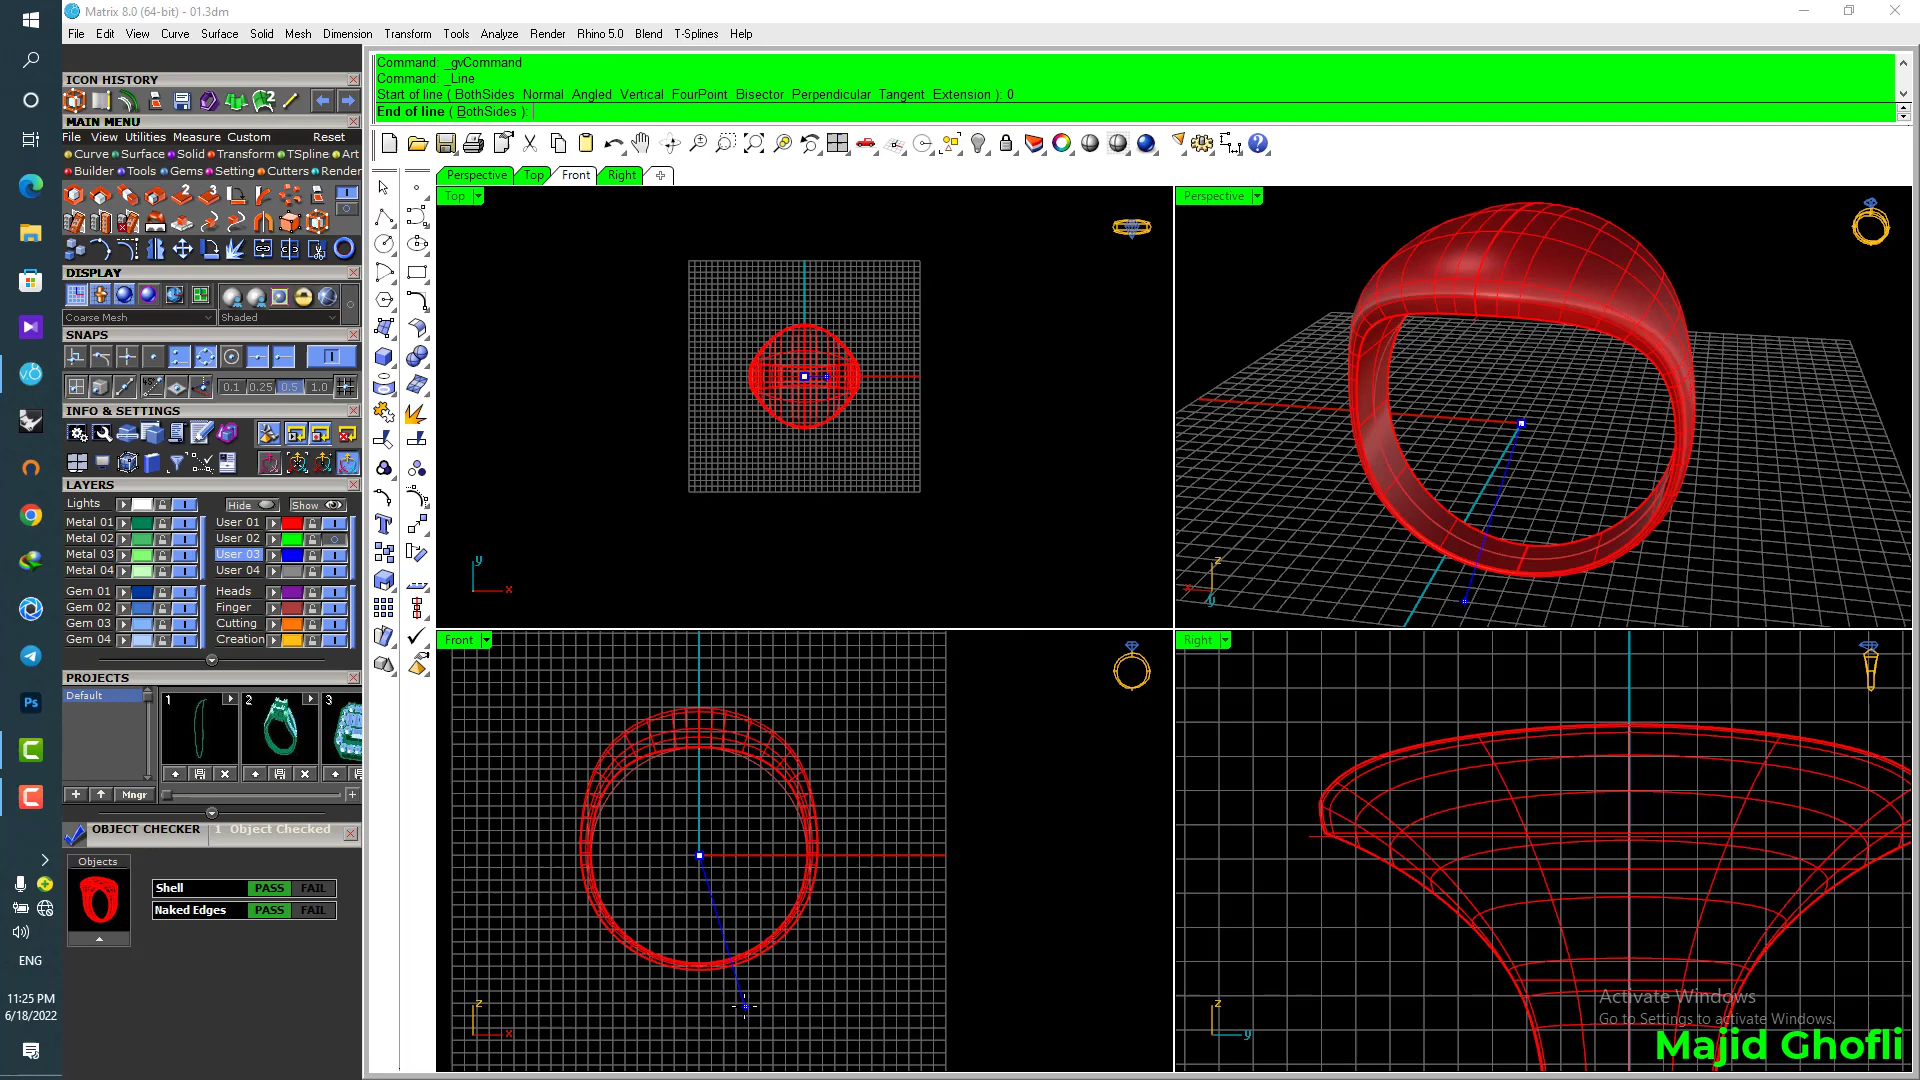 Matrix 8.0 (64-bit) - 01.3dm
File Edit View Curve Surface Solid Mesh Dimension Transform Tools Analyze Render Rhino 5.0 Blend T-Splines Help
Command: _gvCommand
Command: _Line
Start of line ( BothSides Normal Angled Vertical FourPoint Bisector Perpendicular Tangent Extension ): 0
End of line ( BothSides ):
ICON HISTORY
MAIN MENU
File View Utilities Measure Custom Reset
Curve Surface Solid Transform TSpline Art
Builder Tools Gems Setting Cutters Render
DISPLAY
Coarse Mesh Shaded
SNAPS
0.1 0.25 0.5 1.0
INFO & SETTINGS
LAYERS
Lights Hide Show
Metal 01 User 01
Metal 02 User 02
Metal 03 User 03
Metal 04 User 04
Gem 01 Heads
Gem 02 Finger
Gem 03 Cutting
Gem 04 Creation
PROJECTS
Default 1 2 3
Mngr
OBJECT CHECKER 1 Object Checked
Objects
Shell PASS FAIL
Naked Edges PASS FAIL
Perspective Top Front Right
Top
Perspective
Front
Right
y
x
z
x
y
z
x
z
y
ENG
11:25 PM
6/18/2022
Activate Windows
Go to Settings to activate Windows.
Majid Ghofli